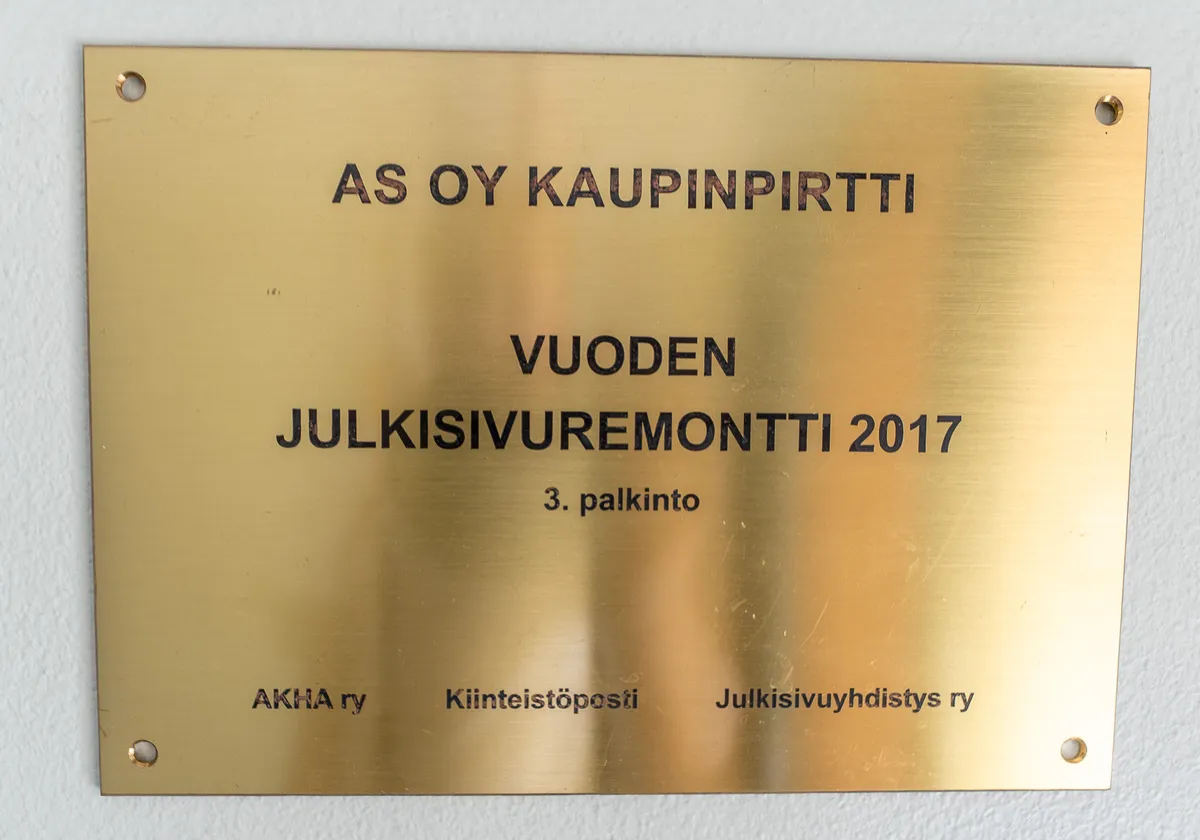 AS OY KAUPINPIRTTI
VUODEN
JULKISIVUREMONTTI 2017
3. palkinto
AKHA ry Kiinteistöposti Julkisivuyhdistys ry